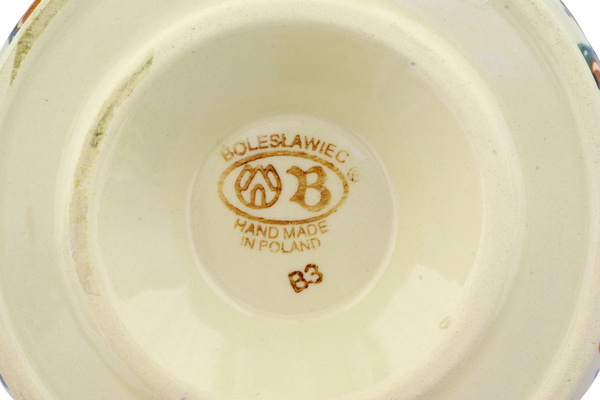 BOLESŁAWIEC ®
B
HAND MADE
IN POLAND
B3